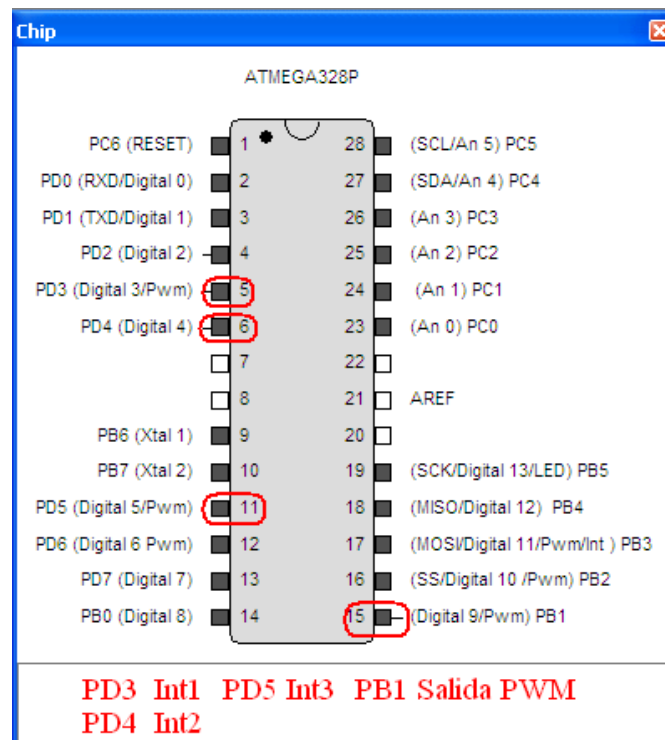 Chip
ATMEGA328P
PC6 (RESET) 1 28 (SCL/An 5) PC5
PD0 (RXD/Digital 0) 2 27 (SDA/An 4) PC4
PD1 (TXD/Digital 1) 3 26 (An 3) PC3
PD2 (Digital 2) 4 25 (An 2) PC2
PD3 (Digital 3/Pwm) 5 24 (An 1) PC1
PD4 (Digital 4) 6 23 (An 0) PC0
7 22
8 21 AREF
PB6 (Xtal 1) 9 20
PB7 (Xtal 2) 10 19 (SCK/Digital 13/LED) PB5
PD5 (Digital 5/Pwm) 11 18 (MISO/Digital 12) PB4
PD6 (Digital 6 Pwm) 12 17 (MOSI/Digital 11/Pwm/Int ) PB3
PD7 (Digital 7) 13 16 (SS/Digital 10 /Pwm) PB2
PB0 (Digital 8) 14 15 (Digital 9/Pwm) PB1
PD3 Int1 PD5 Int3 PB1 Salida PWM
PD4 Int2